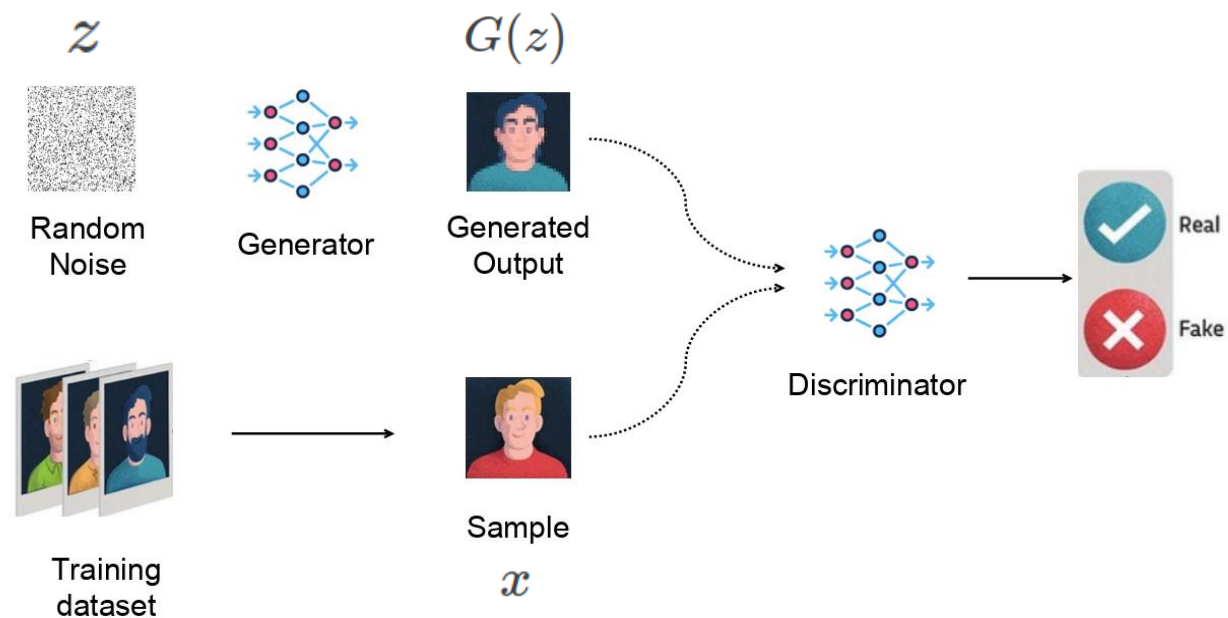 z
G(z)
Random
Noise
Generator
Generated
Output
Real
Fake
Discriminator
Training
dataset
Sample
x